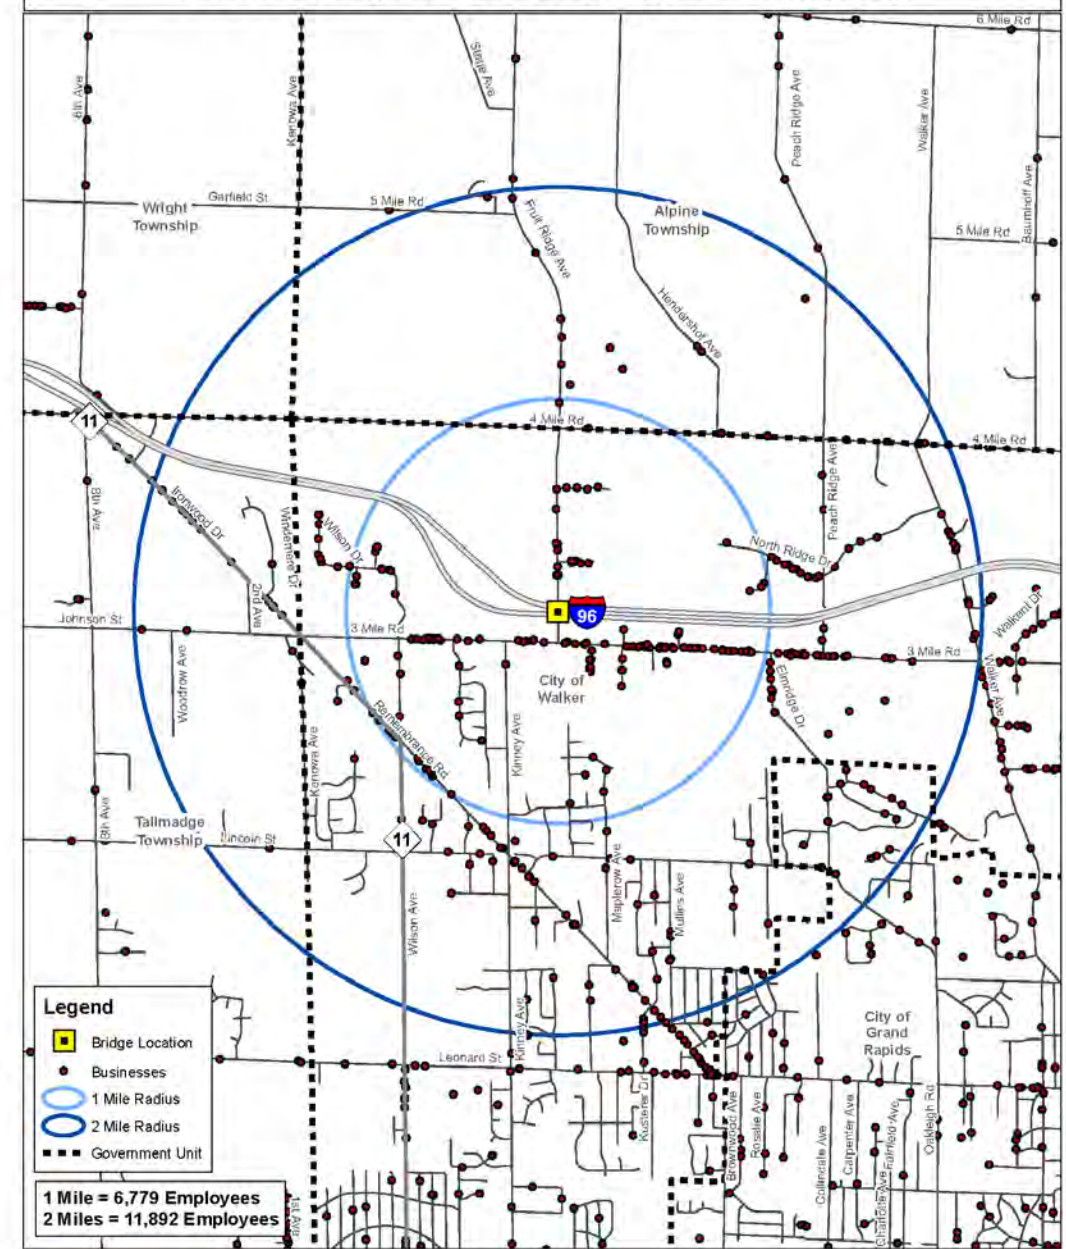 6 Mile Rd
State Ave
8th Ave
Kenowa Ave
Peach Ridge Ave
Walker Ave
Baumhoff Ave
Garfield St
5 Mile Rd
Wright
Township
Alpine
Township
Fruit Ridge Ave
5 Mile Rd
Hendershot Ave
11
4 Mile Rd
4 Mile Rd
Peach Ridge Ave
8th Ave
Ironwood Dr
Windermere Dr
Wilson Dr
North Ridge Dr
2nd Ave
96
Johnson St
3 Mile Rd
3 Mile Rd
Walkent Dr
Woodrow Ave
City of
Walker
Elmridge Dr
Walker Ave
Remembrance Rd
Kinney Ave
Kenowa Ave
8th Ave
Tallmadge
Township
Lincoln St
11
Maplerow Ave
Mullins Ave
Wilson Ave
Kinney Ave
City of
Grand
Rapids
Leonard St
Kusterer Dr
Brownwood Ave
Rosalie Ave
Collindale Ave
Carpenter Ave
Fairfield Ave
Charlotte Ave
Oakleigh Rd
1st Ave
Legend
Bridge Location
Businesses
1 Mile Radius
2 Mile Radius
Government Unit
1 Mile = 6,779 Employees
2 Miles = 11,892 Employees